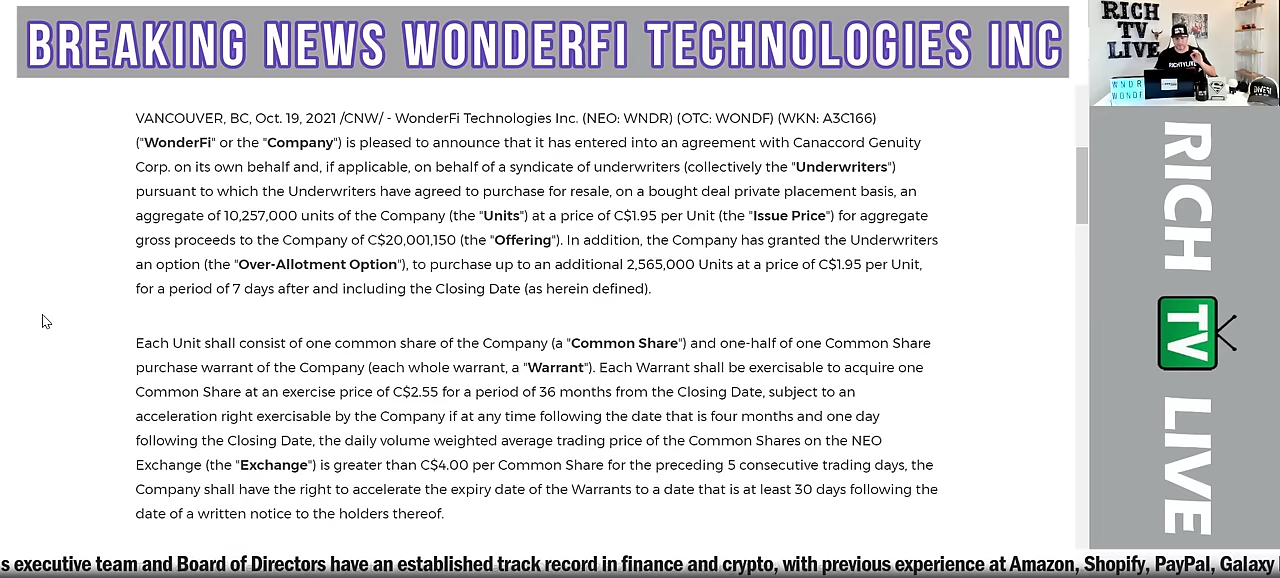 BREAKING NEWS WONDERFI TECHNOLOGIES INC
RICH
TV
LIVE
RICHTVLIVE
WNDR
WONDF
VANCOUVER, BC, Oct. 19, 2021 /CNW/ - WonderFi Technologies Inc. (NEO: WNDR) (OTC: WONDF) (WKN: A3C166)
("WonderFi" or the "Company") is pleased to announce that it has entered into an agreement with Canaccord Genuity
Corp. on its own behalf and, if applicable, on behalf of a syndicate of underwriters (collectively the "Underwriters")
pursuant to which the Underwriters have agreed to purchase for resale, on a bought deal private placement basis, an
aggregate of 10,257,000 units of the Company (the "Units") at a price of C$1.95 per Unit (the "Issue Price") for aggregate
gross proceeds to the Company of C$20,001,150 (the "Offering"). In addition, the Company has granted the Underwriters
an option (the "Over-Allotment Option"), to purchase up to an additional 2,565,000 Units at a price of C$1.95 per Unit,
for a period of 7 days after and including the Closing Date (as herein defined).
Each Unit shall consist of one common share of the Company (a "Common Share") and one-half of one Common Share
purchase warrant of the Company (each whole warrant, a "Warrant"). Each Warrant shall be exercisable to acquire one
Common Share at an exercise price of C$2.55 for a period of 36 months from the Closing Date, subject to an
acceleration right exercisable by the Company if at any time following the date that is four months and one day
following the Closing Date, the daily volume weighted average trading price of the Common Shares on the NEO
Exchange (the "Exchange") is greater than C$4.00 per Common Share for the preceding 5 consecutive trading days, the
Company shall have the right to accelerate the expiry date of the Warrants to a date that is at least 30 days following the
date of a written notice to the holders thereof.
RICH TV LIVE
s executive team and Board of Directors have an established track record in finance and crypto, with previous experience at Amazon, Shopify, PayPal, Galaxy